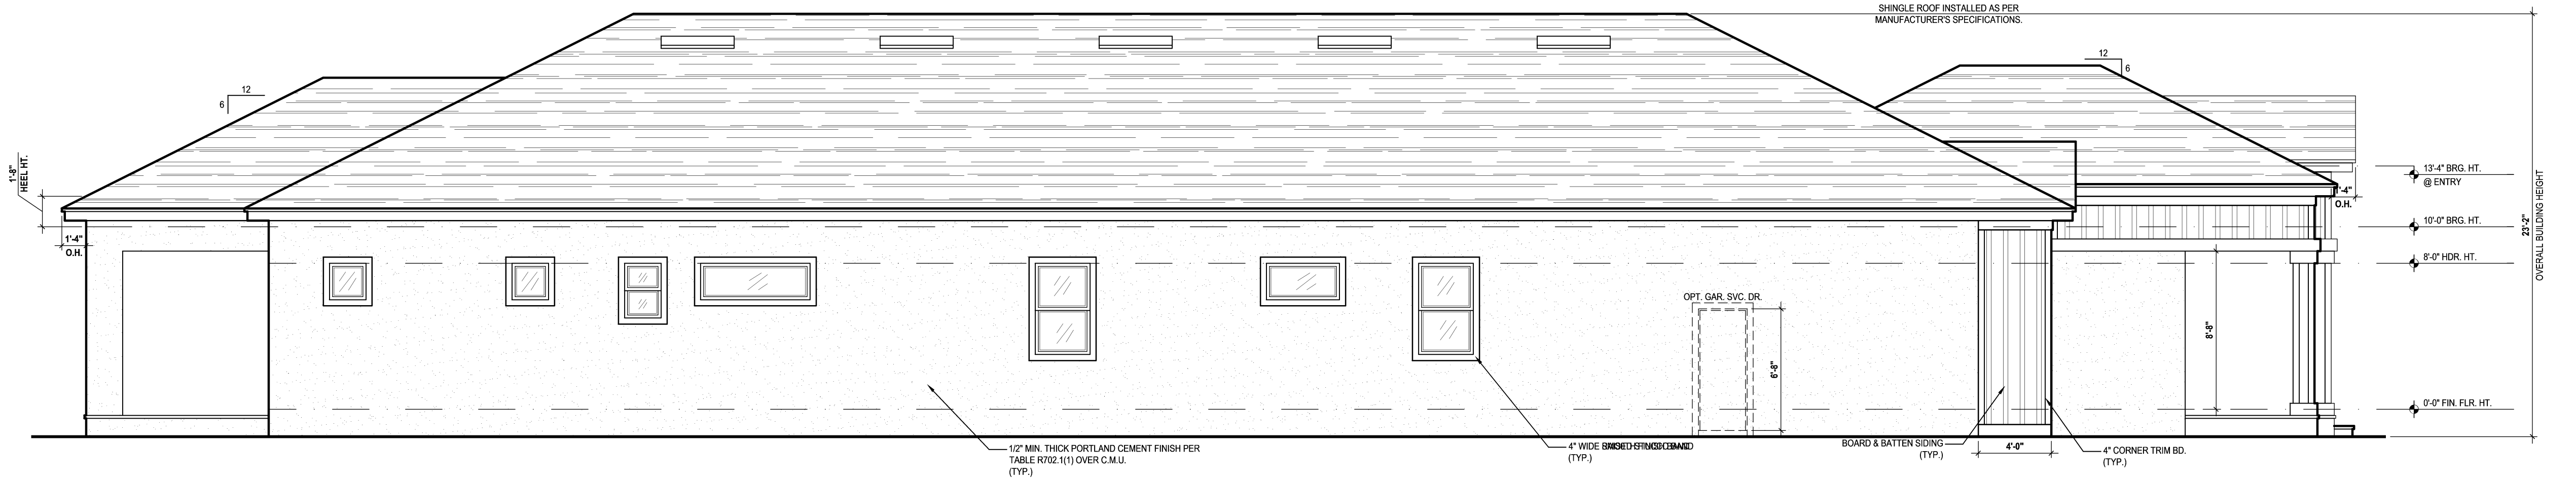 SHINGLE ROOF INSTALLED AS PER
MANUFACTURER'S SPECIFICATIONS.
12
6
12
6
1'-8"
HEEL HT.
1'-4"
O.H.
13'-4" BRG. HT.
@ ENTRY
1'-4"
O.H.
10'-0" BRG. HT.
8'-0" HDR. HT.
23'-2"
OVERALL BUILDING HEIGHT
OPT. GAR. SVC. DR.
6'-8"
8'-8"
0'-0" FIN. FLR. HT.
1/2" MIN. THICK PORTLAND CEMENT FINISH PER
TABLE R702.1(1) OVER C.M.U.
(TYP.)
4" WIDE
(TYP.)
BOARD & BATTEN SIDING
(TYP.)
4'-0"
4" CORNER TRIM BD.
(TYP.)